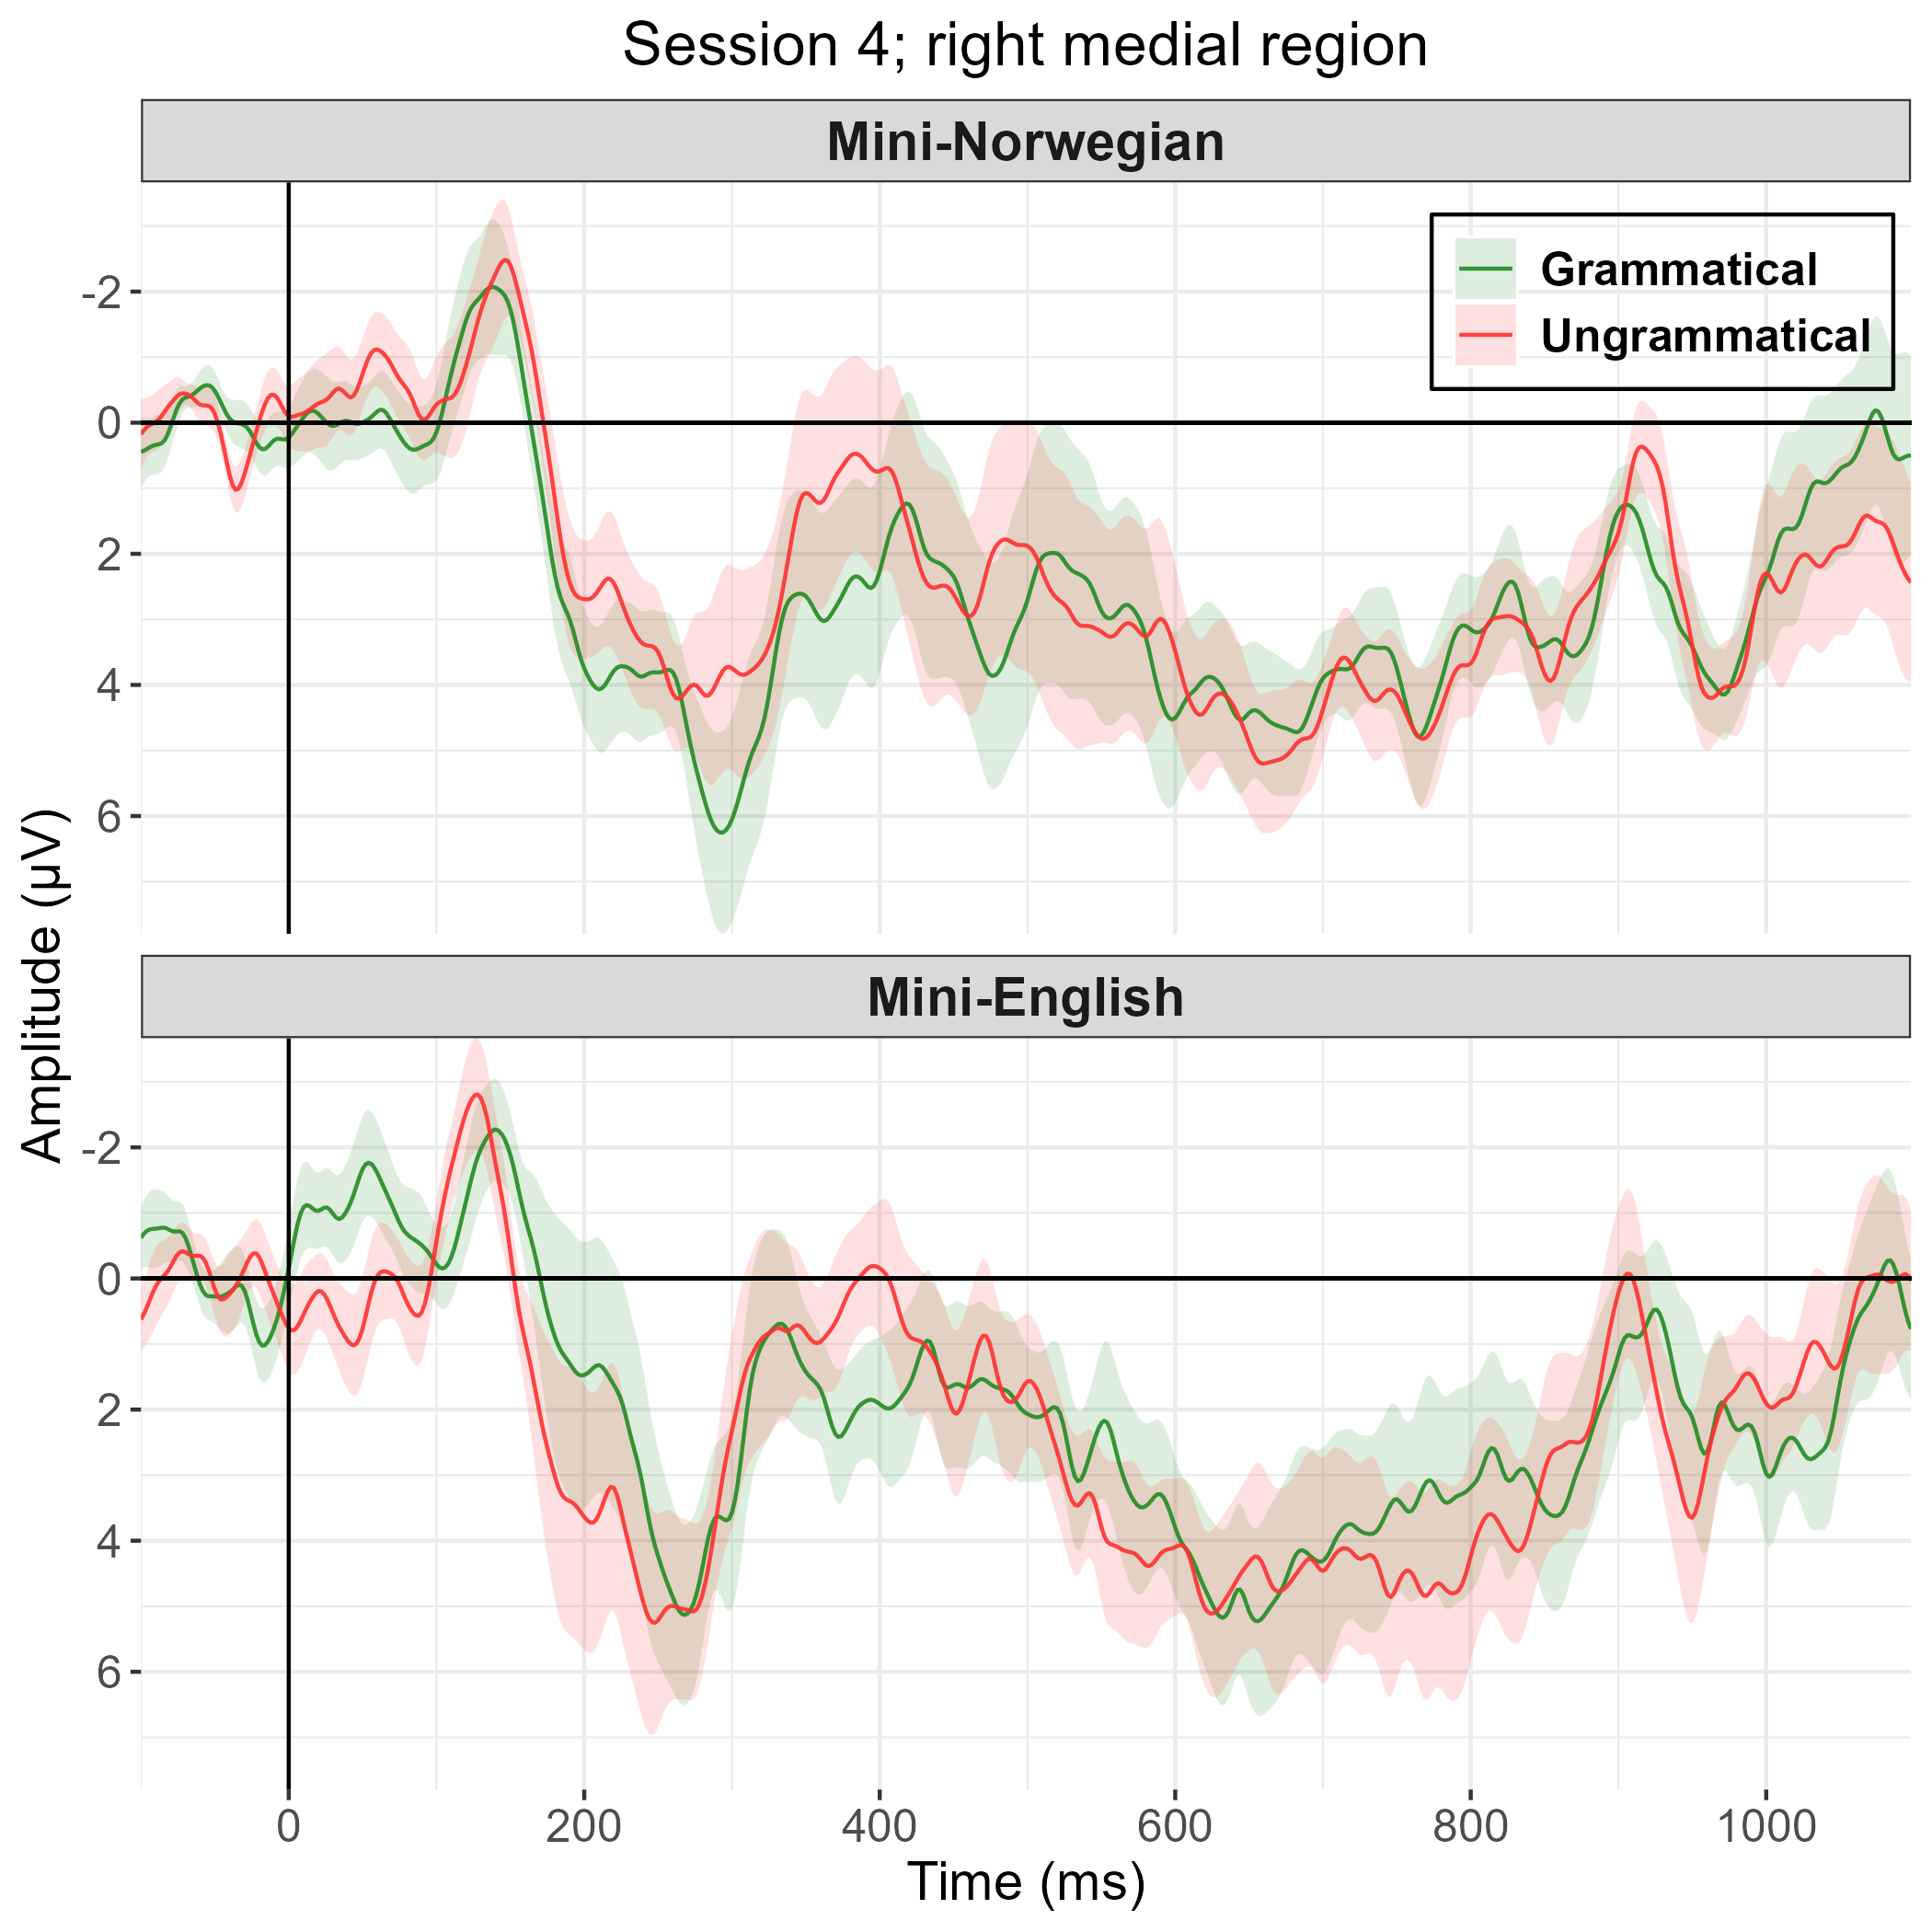 Session 4; right medial region
Mini-Norwegian
Grammatical
Ungrammatical
-2
0
2
4
6
Amplitude (µV)
Mini-English
-2
0
2
4
6
0 200 400 600 800 1000
Time (ms)